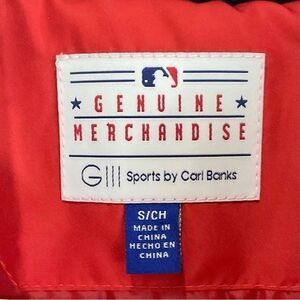 GENUINE
MERCHANDISE
GIII Sports by Carl Banks
S/CH
MADE IN
CHINA
HECHO EN
CHINA